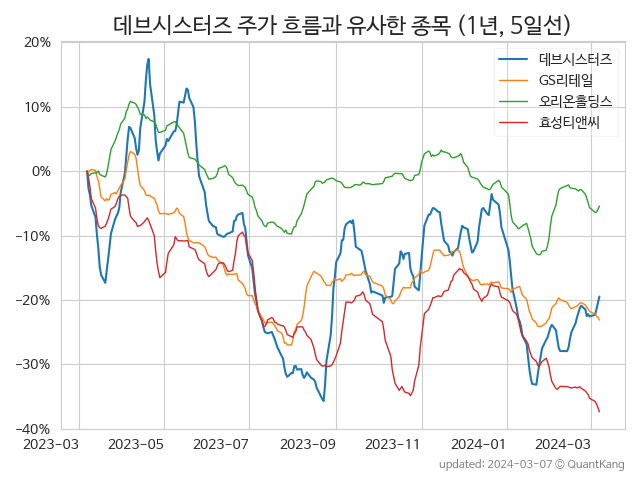 데브시스터즈 주가 흐름과 유사한 종목 (1년, 5일선)
데브시스터즈
GS리테일
오리온홀딩스
효성티앤씨
20%
10%
0%
−10%
−20%
−30%
−40%
2023-03 2023-05 2023-07 2023-09 2023-11 2024-01 2024-03
updated: 2024-03-07 © QuantKang